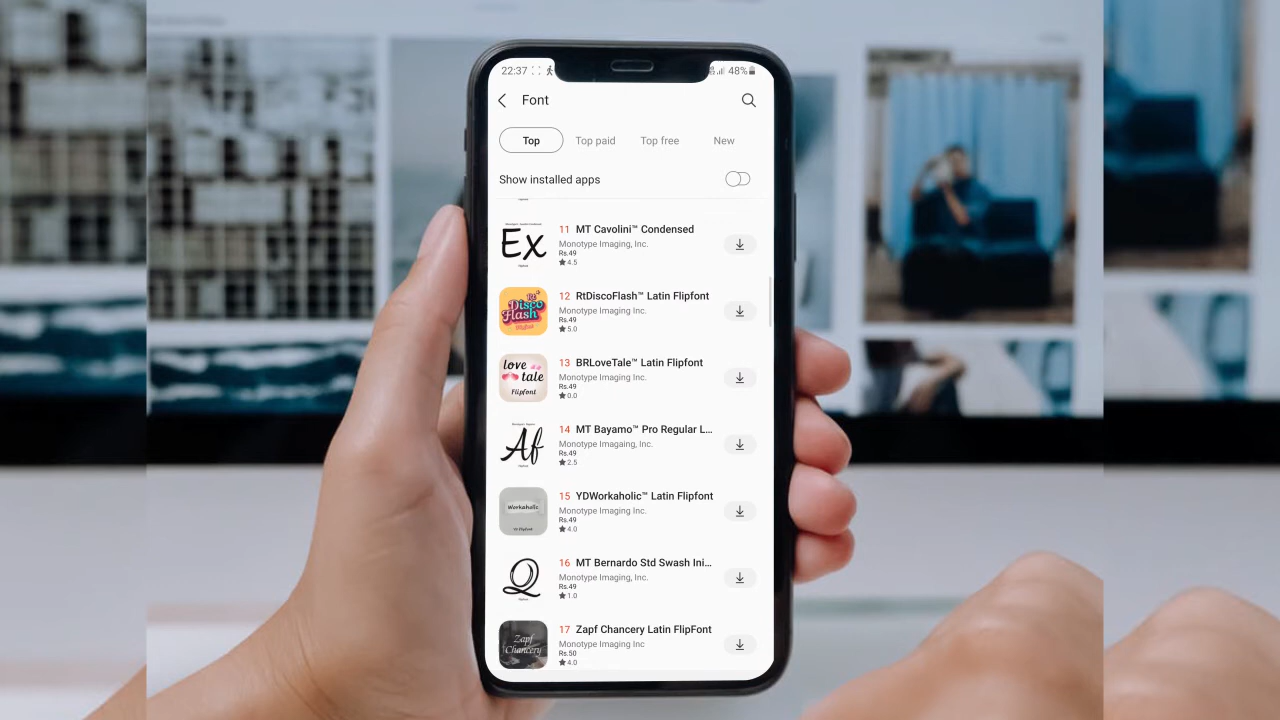 22:37
48%
Font
Top
Top paid
Top free
New
Show installed apps
Ex
11 MT Cavolini™ Condensed
Monotype Imaging, Inc.
Rs.49
★4.5
Rt
Disco
Flash
12 RtDiscoFlash™ Latin Flipfont
Monotype Imaging Inc.
Rs.49
★5.0
love
tale
Flipfont
13 BRLoveTale™ Latin Flipfont
Monotype Imaging Inc.
Rs.49
★0.0
Af
14 MT Bayamo™ Pro Regular L...
Monotype Imagaing, Inc.
Rs.49
★2.5
Workaholic
15 YDWorkaholic™ Latin Flipfont
Monotype Imaging Inc.
Rs.49
★4.0
Q
16 MT Bernardo Std Swash Ini...
Monotype Imaging, Inc.
Rs.49
★1.0
Zapf
Chancery
17 Zapf Chancery Latin FlipFont
Monotype Imaging Inc
Rs.50
★4.0